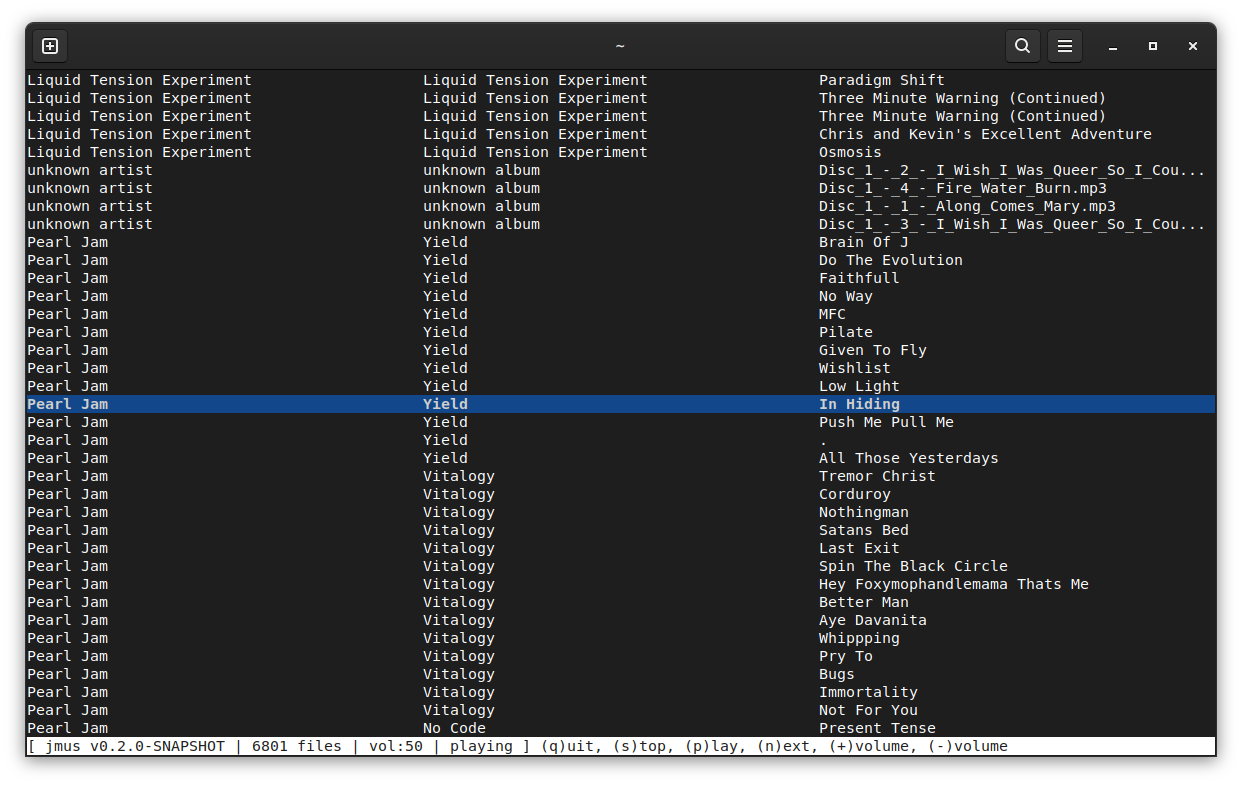 ~
Liquid Tension Experiment Liquid Tension Experiment Paradigm Shift
Liquid Tension Experiment Liquid Tension Experiment Three Minute Warning (Continued)
Liquid Tension Experiment Liquid Tension Experiment Three Minute Warning (Continued)
Liquid Tension Experiment Liquid Tension Experiment Chris and Kevin's Excellent Adventure
Liquid Tension Experiment Liquid Tension Experiment Osmosis
unknown artist unknown album Disc_1_-_2_-_I_Wish_I_Was_Queer_So_I_Cou...
unknown artist unknown album Disc_1_-_4_-_Fire_Water_Burn.mp3
unknown artist unknown album Disc_1_-_1_-_Along_Comes_Mary.mp3
unknown artist unknown album Disc_1_-_3_-_I_Wish_I_Was_Queer_So_I_Cou...
Pearl Jam Yield Brain Of J
Pearl Jam Yield Do The Evolution
Pearl Jam Yield Faithfull
Pearl Jam Yield No Way
Pearl Jam Yield MFC
Pearl Jam Yield Pilate
Pearl Jam Yield Given To Fly
Pearl Jam Yield Wishlist
Pearl Jam Yield Low Light
Pearl Jam Yield In Hiding
Pearl Jam Yield Push Me Pull Me
Pearl Jam Yield .
Pearl Jam Yield All Those Yesterdays
Pearl Jam Vitalogy Tremor Christ
Pearl Jam Vitalogy Corduroy
Pearl Jam Vitalogy Nothingman
Pearl Jam Vitalogy Satans Bed
Pearl Jam Vitalogy Last Exit
Pearl Jam Vitalogy Spin The Black Circle
Pearl Jam Vitalogy Hey Foxymophandlemama Thats Me
Pearl Jam Vitalogy Better Man
Pearl Jam Vitalogy Aye Davanita
Pearl Jam Vitalogy Whippping
Pearl Jam Vitalogy Pry To
Pearl Jam Vitalogy Bugs
Pearl Jam Vitalogy Immortality
Pearl Jam Vitalogy Not For You
Pearl Jam No Code Present Tense
[ jmus v0.2.0-SNAPSHOT | 6801 files | vol:50 | playing ] (q)uit, (s)top, (p)lay, (n)ext, (+)volume, (-)volume